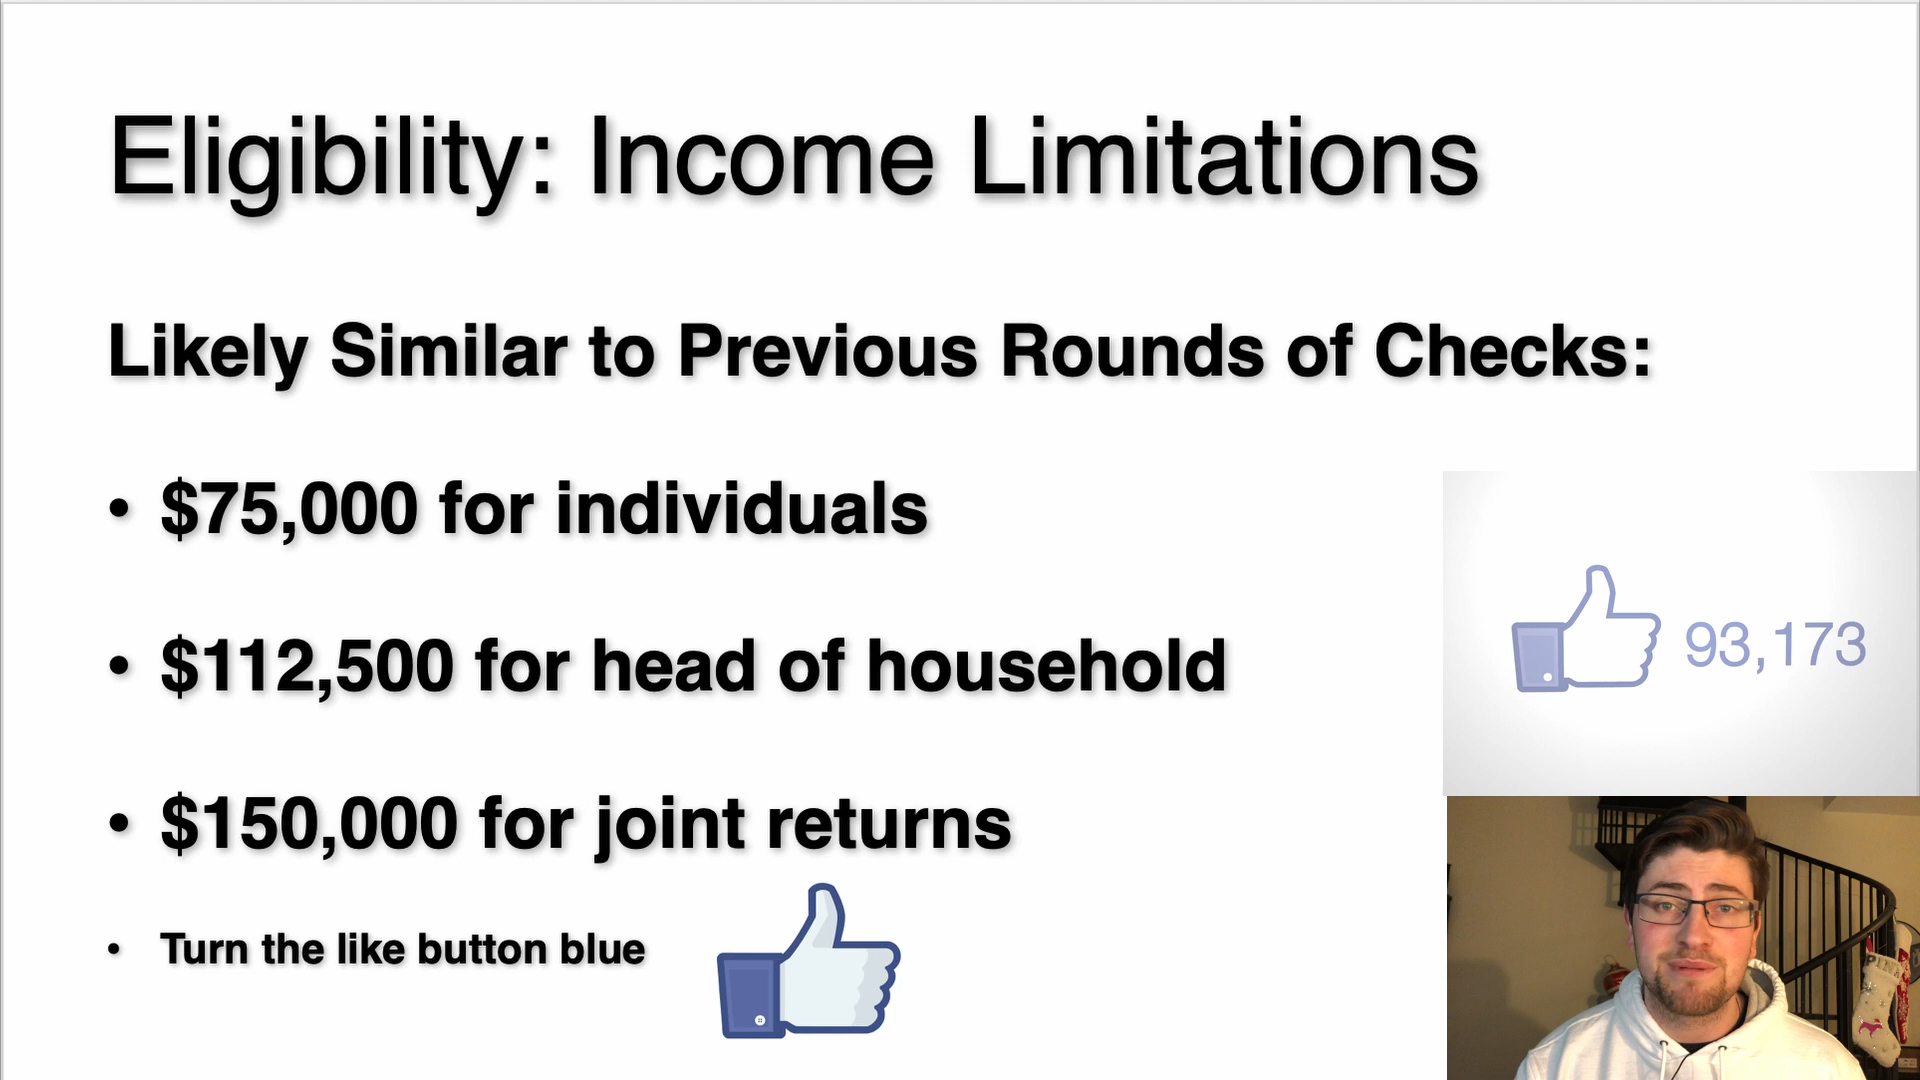 Eligibility: Income Limitations
Likely Similar to Previous Rounds of Checks:
• $75,000 for individuals
• $112,500 for head of household
93,173
• $150,000 for joint returns
• Turn the like button blue